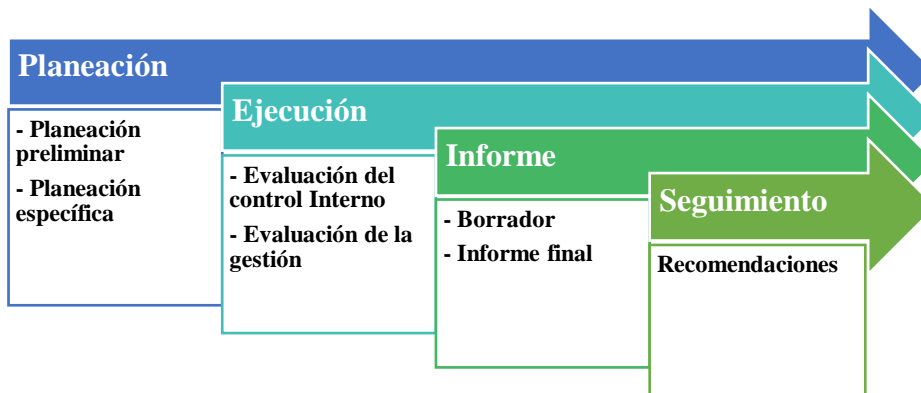 Planeación
- Planeación
preliminar
- Planeación
específica
Ejecución
- Evaluación del
control Interno
- Evaluación de la
gestión
Informe
- Borrador
- Informe final
Seguimiento
Recomendaciones